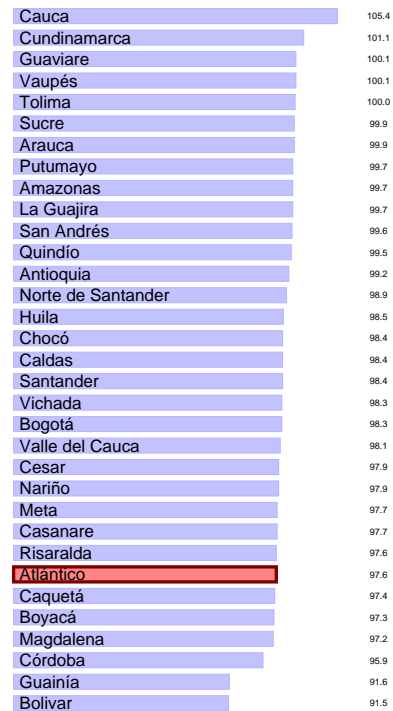 Cauca 105.4
Cundinamarca 101.1
Guaviare 100.1
Vaupés 100.1
Tolima 100.0
Sucre 99.9
Arauca 99.9
Putumayo 99.7
Amazonas 99.7
La Guajira 99.7
San Andrés 99.6
Quindío 99.5
Antioquia 99.2
Norte de Santander 98.9
Huila 98.5
Chocó 98.4
Caldas 98.4
Santander 98.4
Vichada 98.3
Bogotá 98.3
Valle del Cauca 98.1
Cesar 97.9
Nariño 97.9
Meta 97.7
Casanare 97.7
Risaralda 97.6
Atlántico 97.6
Caquetá 97.4
Boyacá 97.3
Magdalena 97.2
Córdoba 95.9
Guainía 91.6
Bolivar 91.5